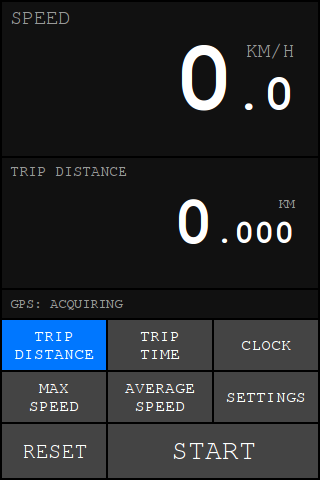 SPEED
KM/H
0.0
TRIP DISTANCE
KM
0.000
GPS: ACQUIRING
TRIP
DISTANCE
TRIP
TIME
CLOCK
MAX
SPEED
AVERAGE
SPEED
SETTINGS
RESET
START